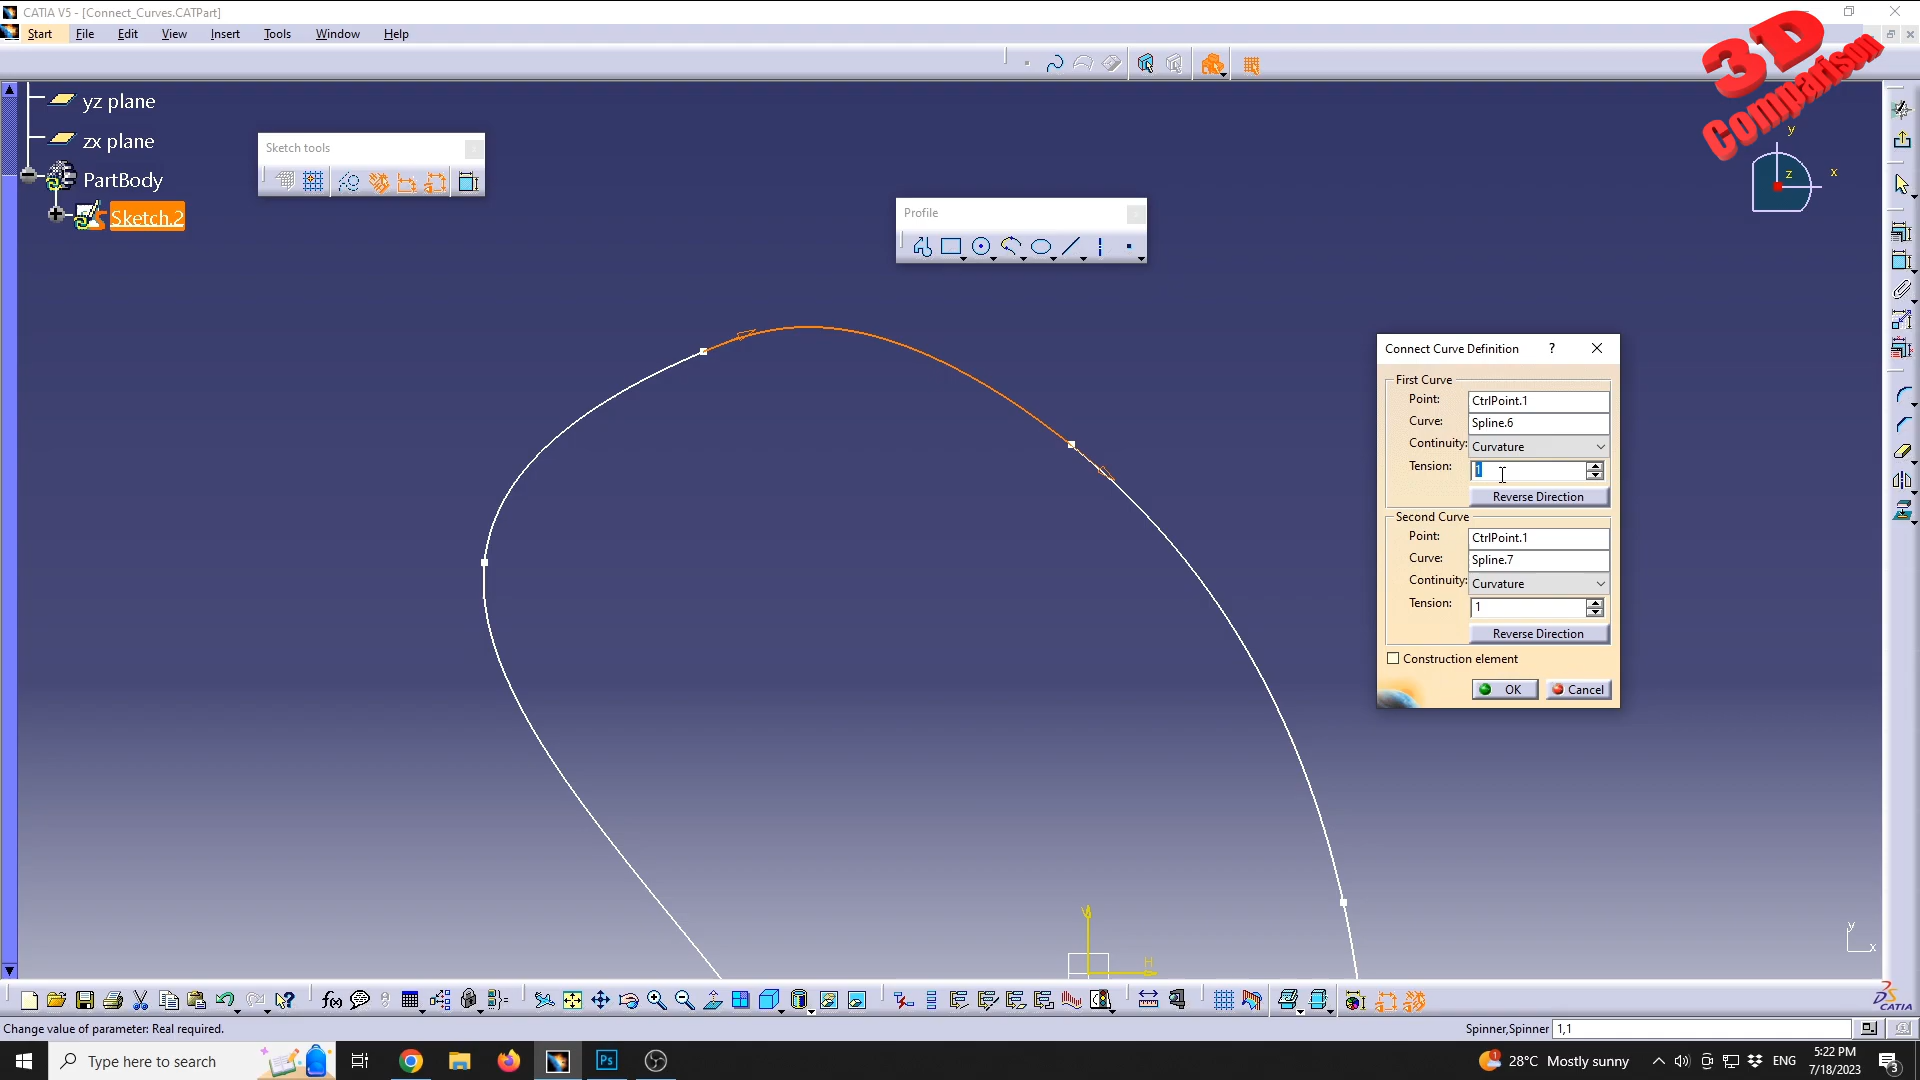 CATIA V5 - [Connect_Curves.CATPart]
Start File Edit View Insert Tools Window Help
3D
Comparison
yz plane
zx plane
PartBody
Sketch.2
Sketch tools
Profile
y
z
x
Connect Curve Definition ?
First Curve
Point: CtrlPoint.1
Curve: Spline.6
Continuity: Curvature
Tension: 1
Reverse Direction
Second Curve
Point: CtrlPoint.1
Curve: Spline.7
Continuity: Curvature
Tension: 1
Reverse Direction
Construction element
OK Cancel
V
H
y
x
f(x)
CATIA
Change value of parameter: Real required.
Spinner,Spinner 1,1
Type here to search
Ps
1
28°C Mostly sunny
ENG
5:22 PM
7/18/2023
3